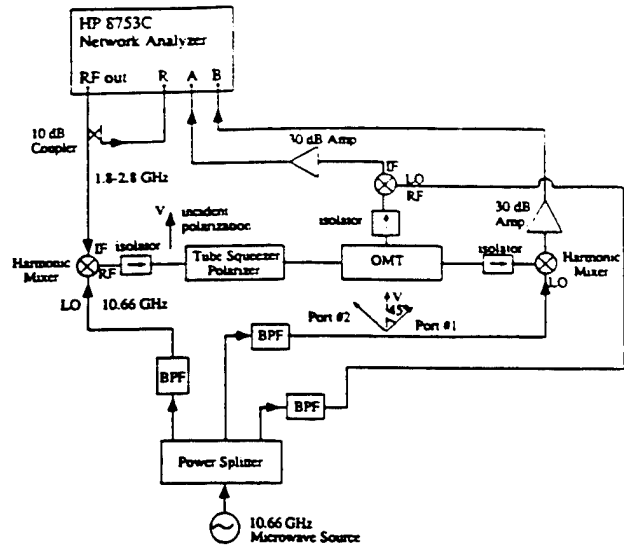 HP 8753C
Network Analyzer
RF out
R
A
B
10 dB
Coupler
30 dB Amp
1.8-2.8 GHz
IF
LO
RF
30 dB
Amp
V
incident
polarization
isolator
isolator
isolator
Harmonic
Mixer
IF
RF
LO
Tube Squeezer
Polarizer
OMT
Harmonic
Mixer
LO
10.66 GHz
V
45°
Port #2
Port #1
BPF
BPF
BPF
Power Splitter
10.66 GHz
Microwave Source